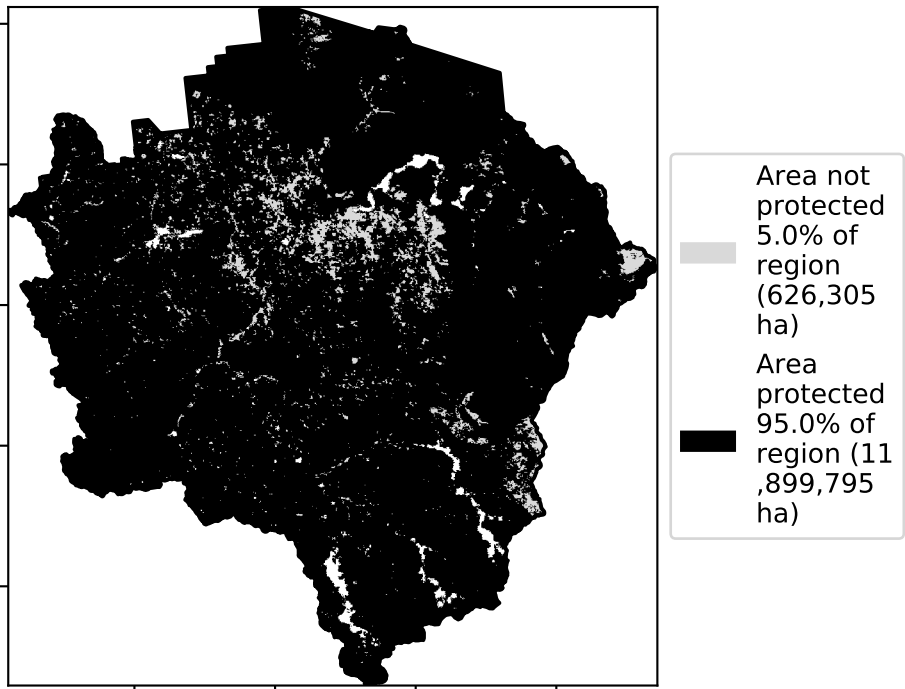 Area not
protected
5.0% of
region
(626,305
ha)
Area
protected
95.0% of
region (11
,899,795
ha)